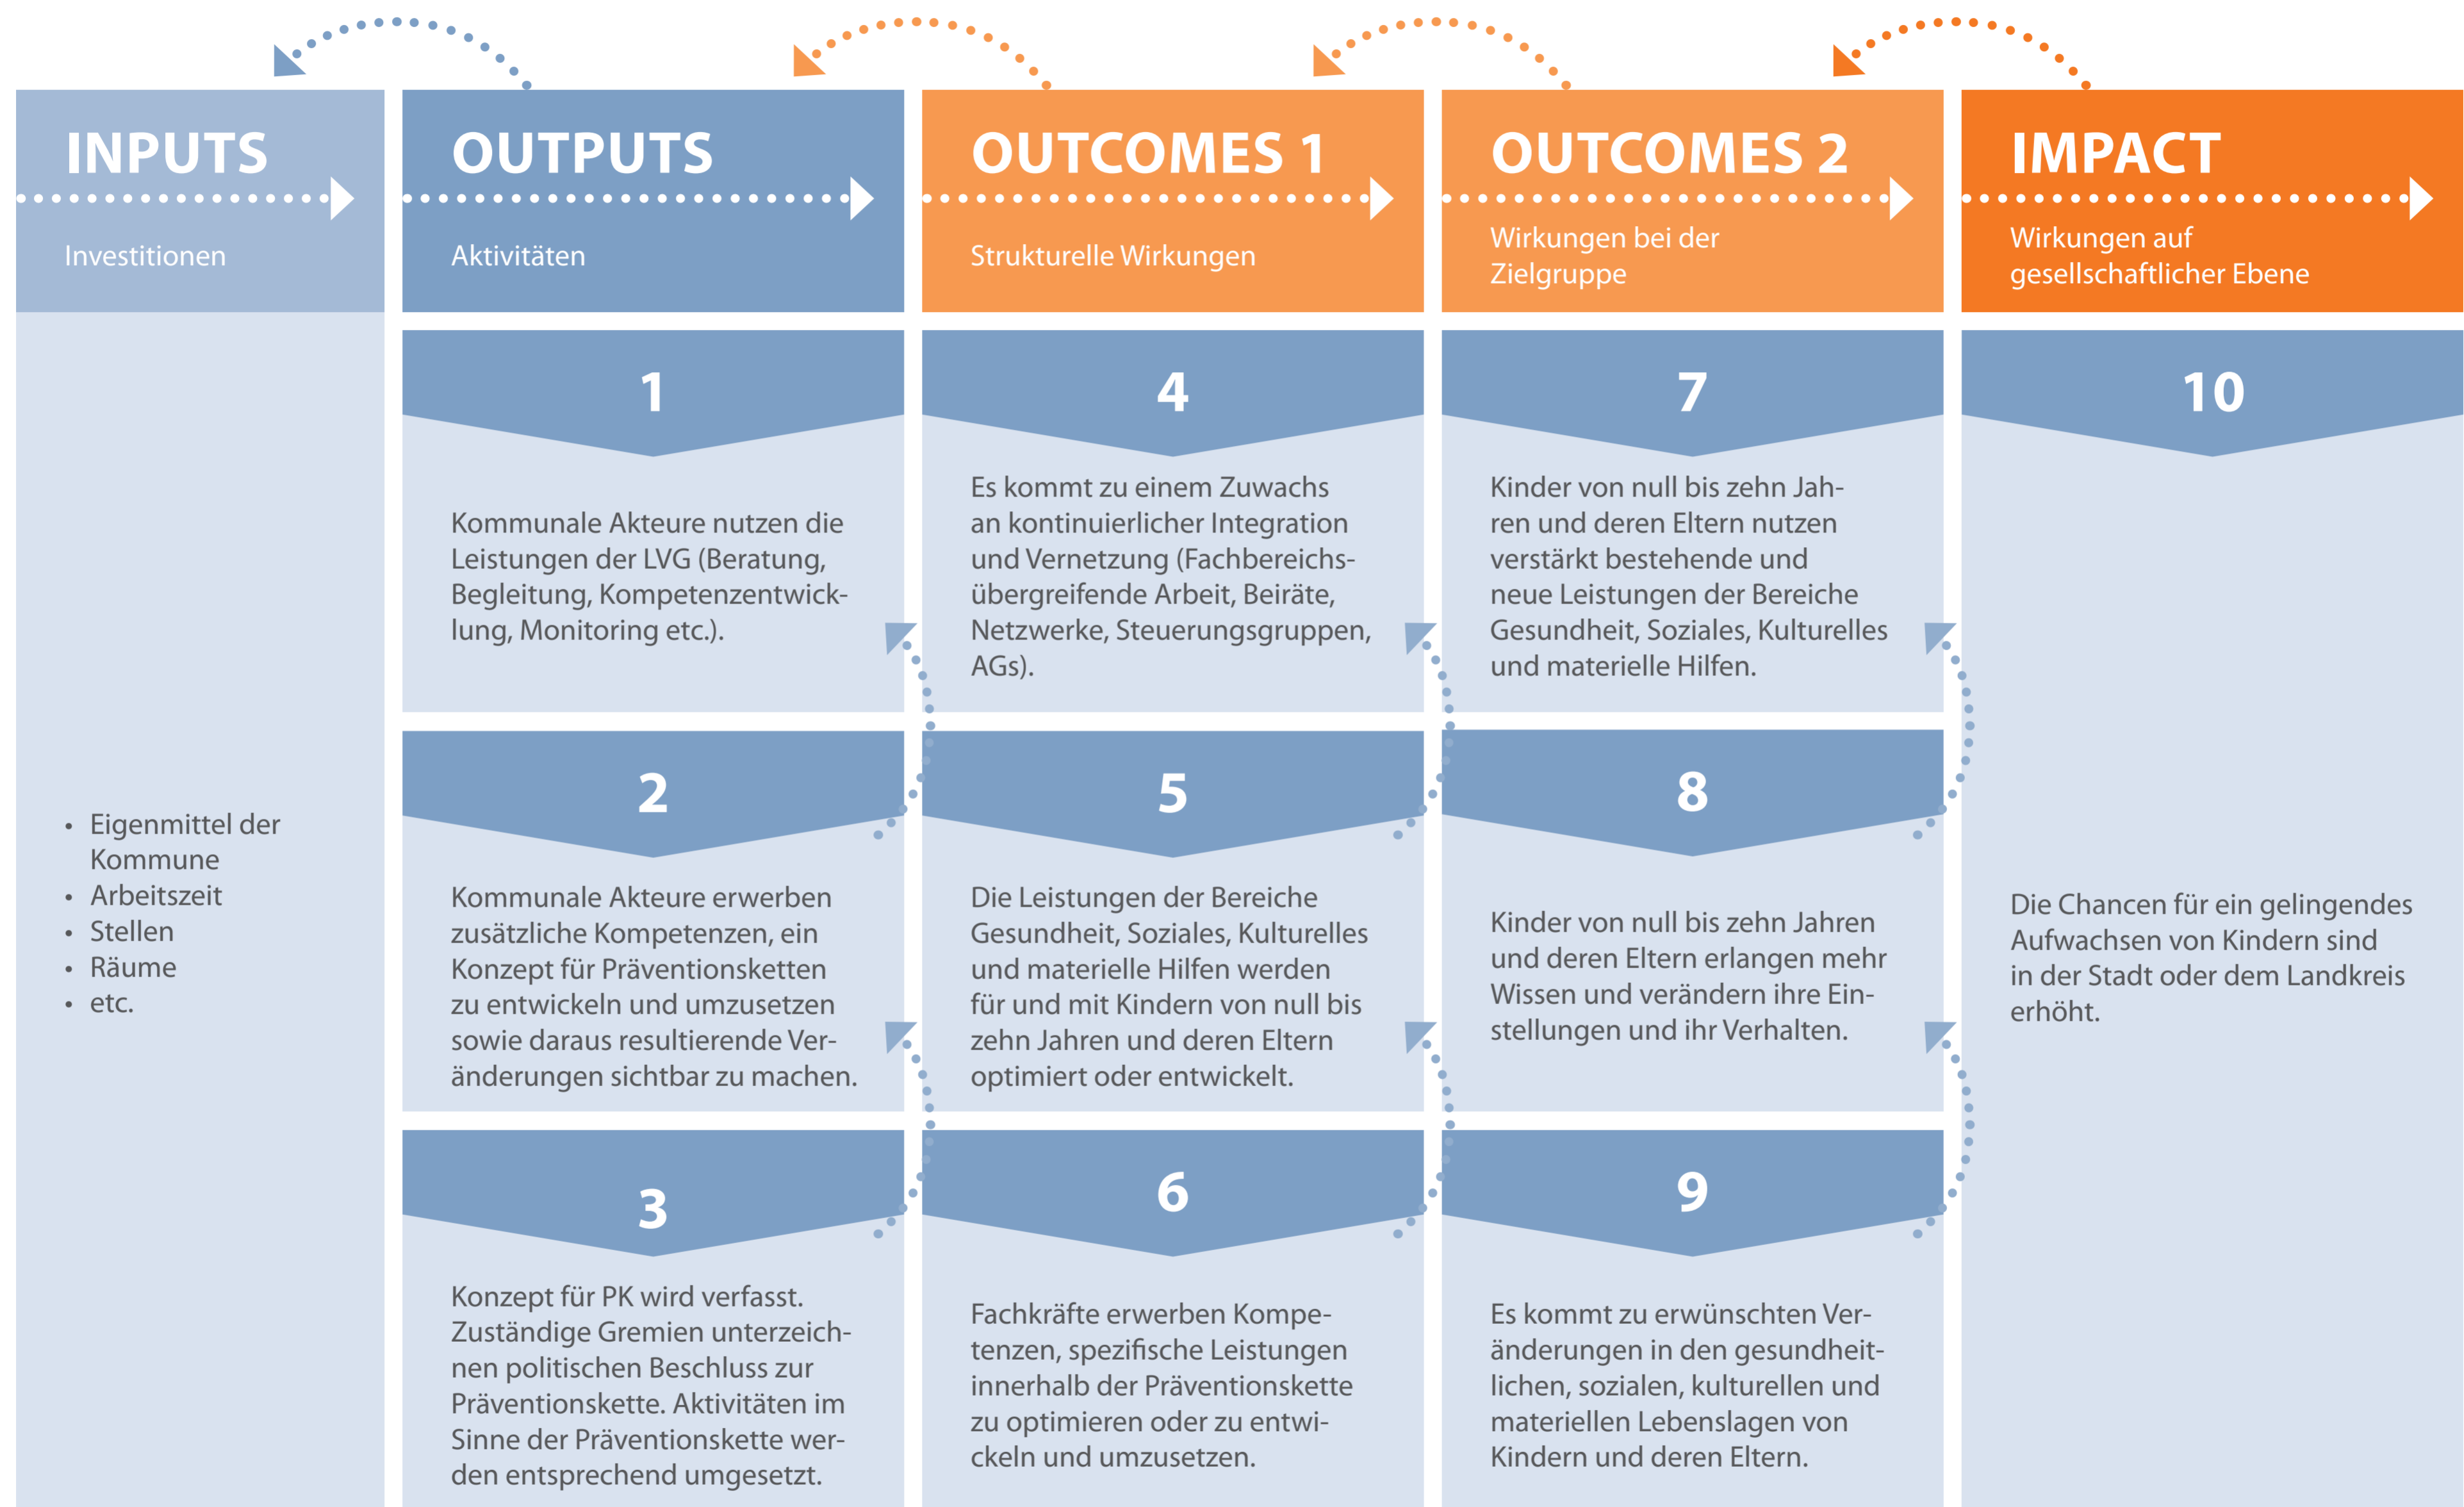 INPUTS
Investitionen
• Eigenmittel der
Kommune
• Arbeitszeit
• Stellen
• Räume
• etc.
OUTPUTS
Aktivitäten
1
Kommunale Akteure nutzen die
Leistungen der LVG (Beratung,
Begleitung, Kompetenzentwick-
lung, Monitoring etc.).
2
Kommunale Akteure erwerben
zusätzliche Kompetenzen, ein
Konzept für Präventionsketten
zu entwickeln und umzusetzen
sowie daraus resultierende Ver-
änderungen sichtbar zu machen.
3
Konzept für PK wird verfasst.
Zuständige Gremien unterzeich-
nen politischen Beschluss zur
Präventionskette. Aktivitäten im
Sinne der Präventionskette wer-
den entsprechend umgesetzt.
OUTCOMES 1
Strukturelle Wirkungen
4
Es kommt zu einem Zuwachs
an kontinuierlicher Integration
und Vernetzung (Fachbereichs-
übergreifende Arbeit, Beiräte,
Netzwerke, Steuerungsgruppen,
AGs).
5
Die Leistungen der Bereiche
Gesundheit, Soziales, Kulturelles
und materielle Hilfen werden
für und mit Kindern von null bis
zehn Jahren und deren Eltern
optimiert oder entwickelt.
6
Fachkräfte erwerben Kompe-
tenzen, spezifische Leistungen
innerhalb der Präventionskette
zu optimieren oder zu entwi-
ckeln und umzusetzen.
OUTCOMES 2
Wirkungen bei der
Zielgruppe
7
Kinder von null bis zehn Jah-
ren und deren Eltern nutzen
verstärkt bestehende und
neue Leistungen der Bereiche
Gesundheit, Soziales, Kulturelles
und materielle Hilfen.
8
Kinder von null bis zehn Jahren
und deren Eltern erlangen mehr
Wissen und verändern ihre Ein-
stellungen und ihr Verhalten.
9
Es kommt zu erwünschten Ver-
änderungen in den gesundheit-
lichen, sozialen, kulturellen und
materiellen Lebenslagen von
Kindern und deren Eltern.
IMPACT
Wirkungen auf
gesellschaftlicher Ebene
10
Die Chancen für ein gelingendes
Aufwachsen von Kindern sind
in der Stadt oder dem Landkreis
erhöht.